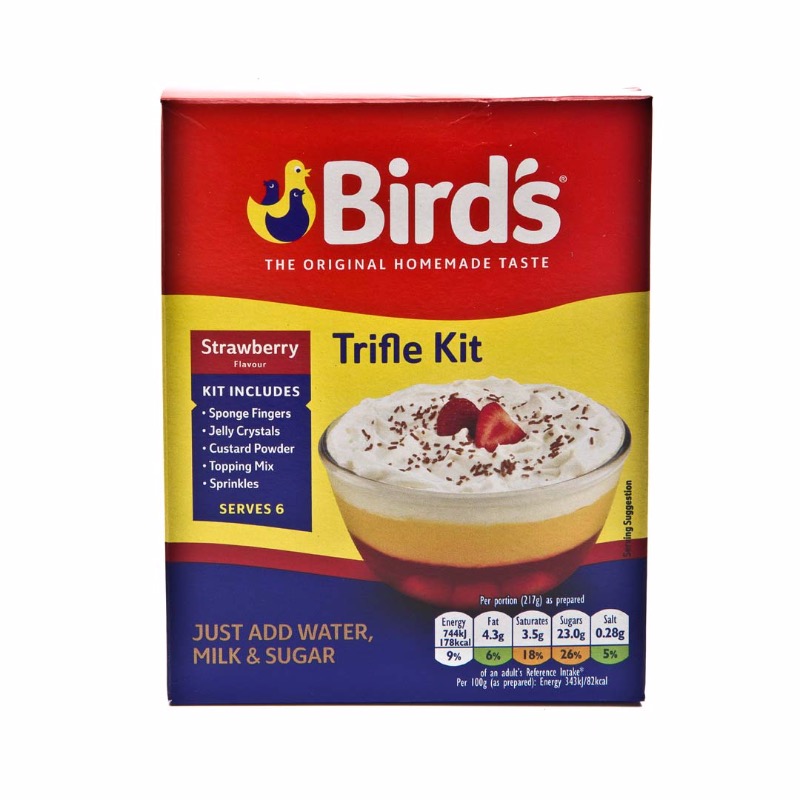 Bird's®
THE ORIGINAL HOMEMADE TASTE
Strawberry
Flavour
Trifle Kit
KIT INCLUDES
• Sponge Fingers
• Jelly Crystals
• Custard Powder
• Topping Mix
• Sprinkles
SERVES 6
Serving Suggestion
JUST ADD WATER,
MILK & SUGAR
Per portion (217g) as prepared
Energy 744kJ 178kcal 9%
Fat 4.3g 6%
Saturates 3.5g 18%
Sugars 23.0g 26%
Salt 0.28g 5%
of an adult's Reference Intake*
Per 100g (as prepared): Energy 343kJ/82kcal